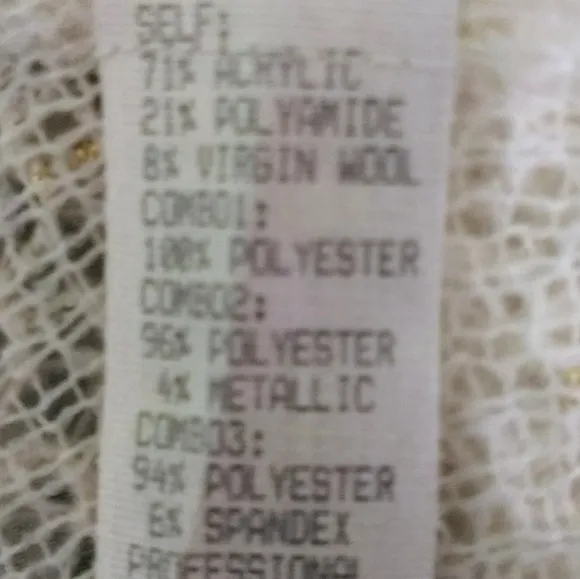 SELF:
71% ACRYLIC
21% POLYAMIDE
8% VIRGIN WOOL
COMBO1:
100% POLYESTER
COMBO2:
96% POLYESTER
4% METALLIC
COMBO3:
94% POLYESTER
6% SPANDEX
PROFESSIONAL